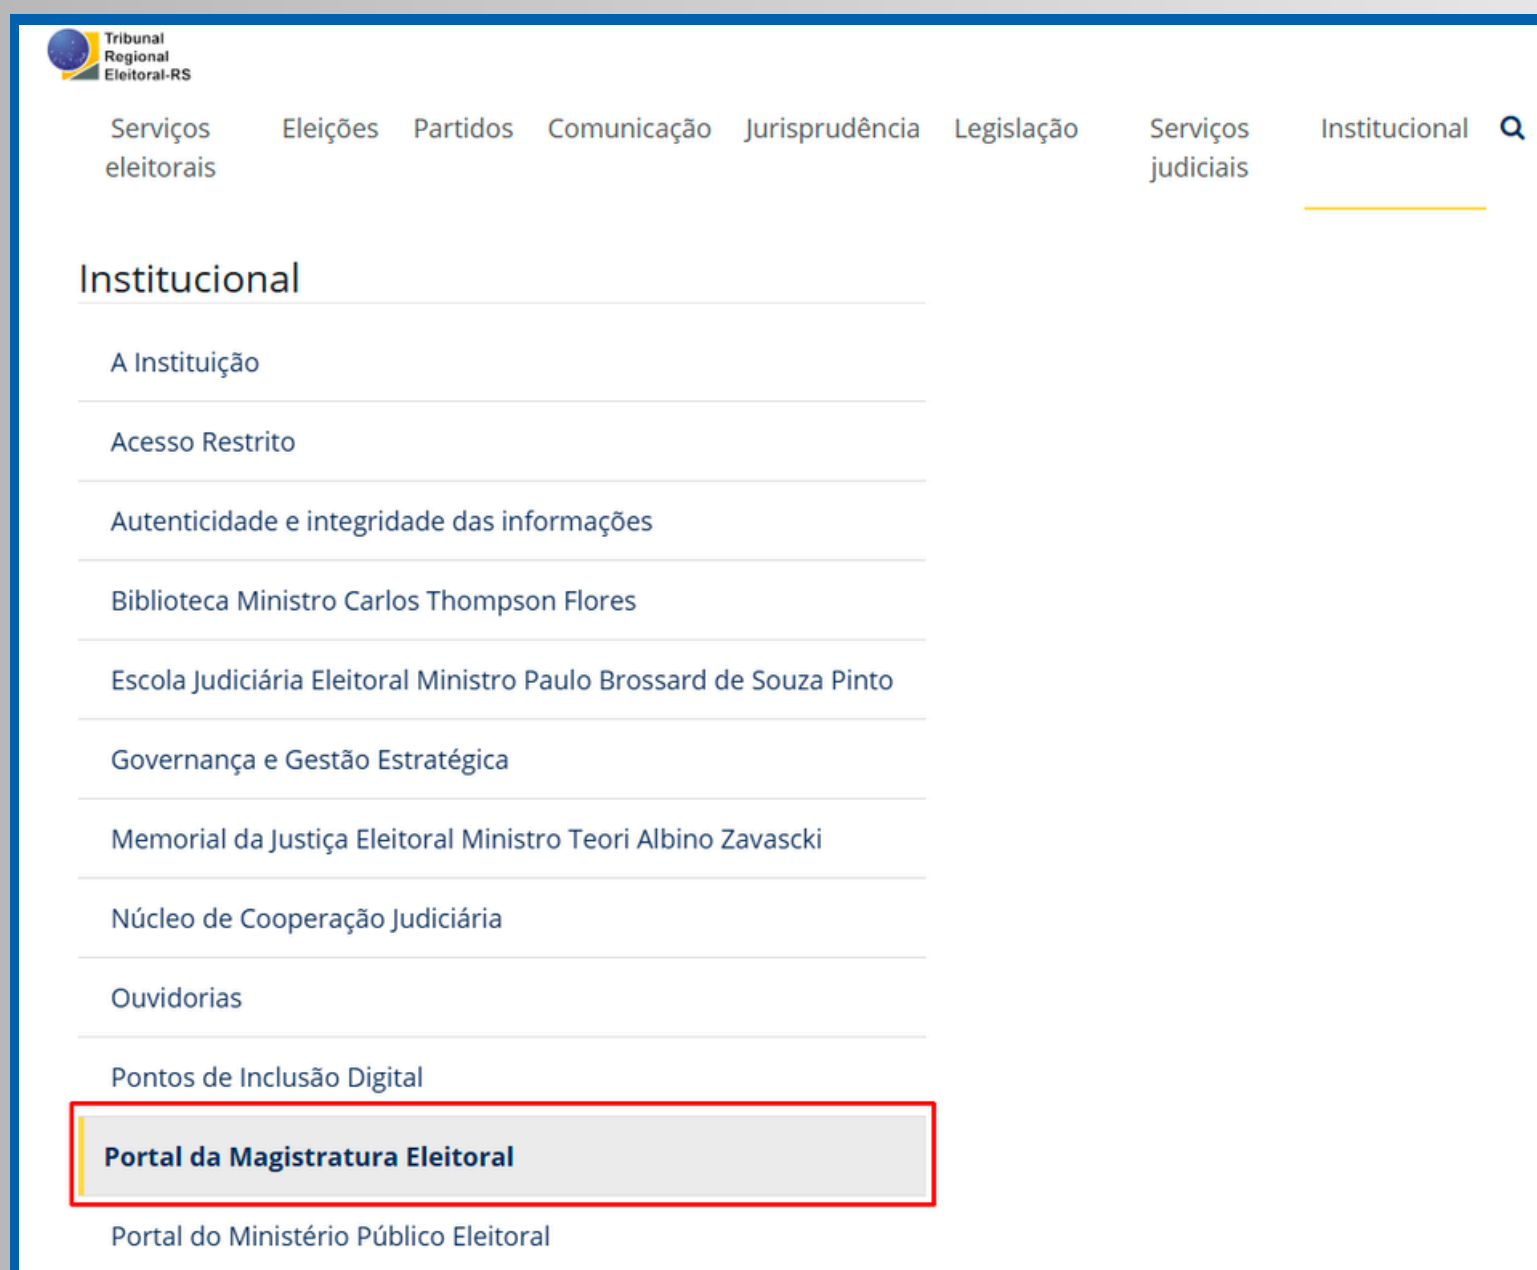 Tribunal
Regional
Eleitoral-RS
Serviços eleitorais Eleições Partidos Comunicação Jurisprudência Legislação Serviços judiciais Institucional
Institucional
A Instituição
Acesso Restrito
Autenticidade e integridade das informações
Biblioteca Ministro Carlos Thompson Flores
Escola Judiciária Eleitoral Ministro Paulo Brossard de Souza Pinto
Governança e Gestão Estratégica
Memorial da Justiça Eleitoral Ministro Teori Albino Zavascki
Núcleo de Cooperação Judiciária
Ouvidorias
Pontos de Inclusão Digital
Portal da Magistratura Eleitoral
Portal do Ministério Público Eleitoral